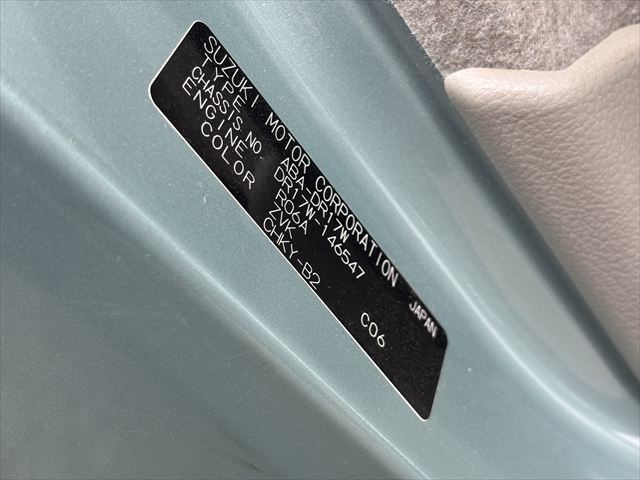 SUZUKI MOTOR CORPORATION JAPAN
TYPE ABA-DR17W
CHASSIS NO. DR17W-146547
ENGINE R06A
COLOR ZVK
CHKY-B2 C06